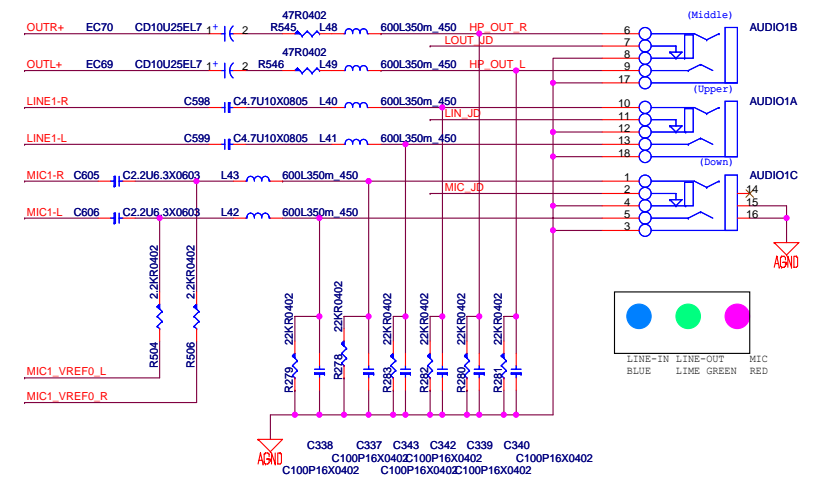 (Middle)
47R0402
OUTR+ EC70 CD10U25EL7 1+ 2 R545 L48 600L350m_450 HP_OUT_R 6 AUDIO1B
LOUT_JD 7
47R0402 8
OUTL+ EC69 CD10U25EL7 1+ 2 R546 L49 600L350m_450 HP_OUT_L 9
17
(Upper)
LINE1-R C598 C4.7U10X0805 L40 600L350m_450 10 AUDIO1A
LIN_JD 11
12
LINE1-L C599 C4.7U10X0805 L41 600L350m_450 13
18
(Down)
MIC1-R C605 C2.2U6.3X0603 L43 600L350m_450 1 AUDIO1C
MIC_JD 2 14
4 15
MIC1-L C606 C2.2U6.3X0603 L42 600L350m_450 5 16
3
AGND
2.2KR0402 2.2KR0402
R504 R506
22KR0402 22KR0402 22KR0402 22KR0402 22KR0402 22KR0402
R279 R278 R283 R282 R280 R281
LINE-IN LINE-OUT MIC
BLUE LIME GREEN RED
MIC1_VREF0_L
MIC1_VREF0_R
AGND
C338 C337 C343 C342 C339 C340
C100P16X0402 C100P16X0402 C100P16X0402 C100P16X0402 C100P16X0402 C100P16X0402